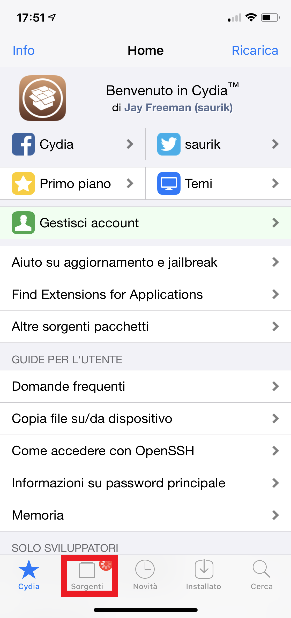 17:51
Info Home Ricarica
Benvenuto in Cydia™
di Jay Freeman (saurik)
Cydia saurik
Primo piano Temi
Gestisci account
Aiuto su aggiornamento e jailbreak
Find Extensions for Applications
Altre sorgenti pacchetti
GUIDE PER L'UTENTE
Domande frequenti
Copia file su/da dispositivo
Come accedere con OpenSSH
Informazioni su password principale
Memoria
SOLO SVILUPPATORI
Cydia Sorgenti Novità Installato Cerca